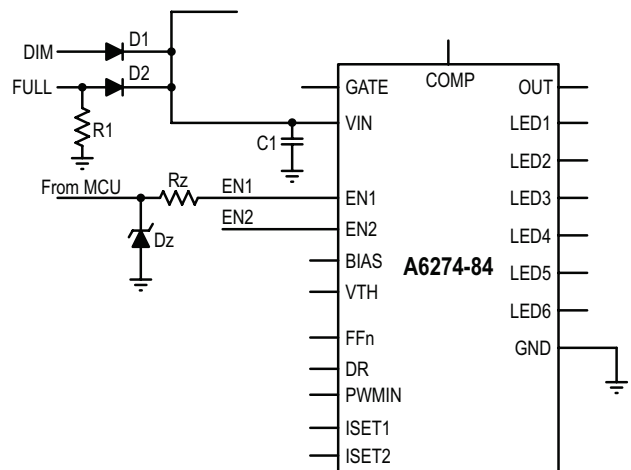 DIM
D1
FULL
D2
R1
C1
From MCU
Rz
EN1
EN2
Dz
COMP
GATE
VIN
EN1
EN2
BIAS
VTH
FFn
DR
PWMIN
ISET1
ISET2
A6274-84
OUT
LED1
LED2
LED3
LED4
LED5
LED6
GND